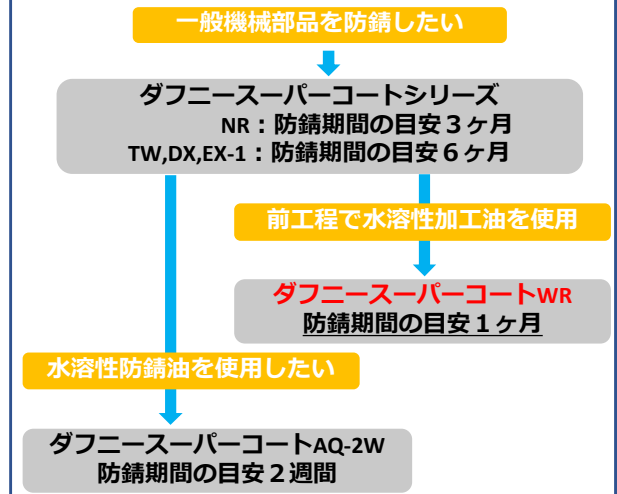 一般機械部品を防錆したい
ダフニースーパーコートシリーズ
NR：防錆期間の目安３ヶ月
TW,DX,EX-1：防錆期間の目安６ヶ月
前工程で水溶性加工油を使用
ダフニースーパーコートWR
防錆期間の目安１ヶ月
水溶性防錆油を使用したい
ダフニースーパーコートAQ-2W
防錆期間の目安２週間